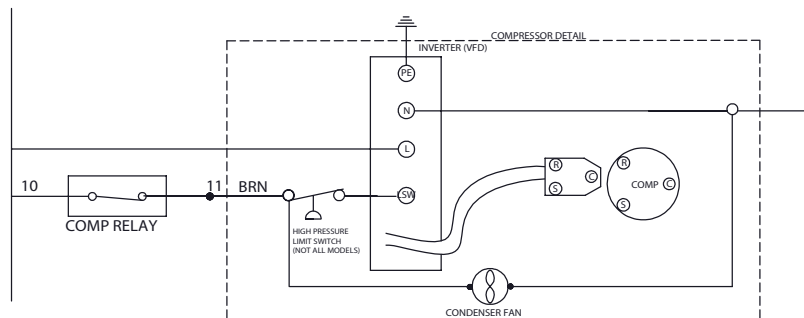 COMPRESSOR DETAIL
INVERTER (VFD)
PE
N
L
R
C
S
R
COMP
C
S
10
11
BRN
LSW
COMP RELAY
HIGH PRESSURE
LIMIT SWITCH
(NOT ALL MODELS)
CONDENSER FAN